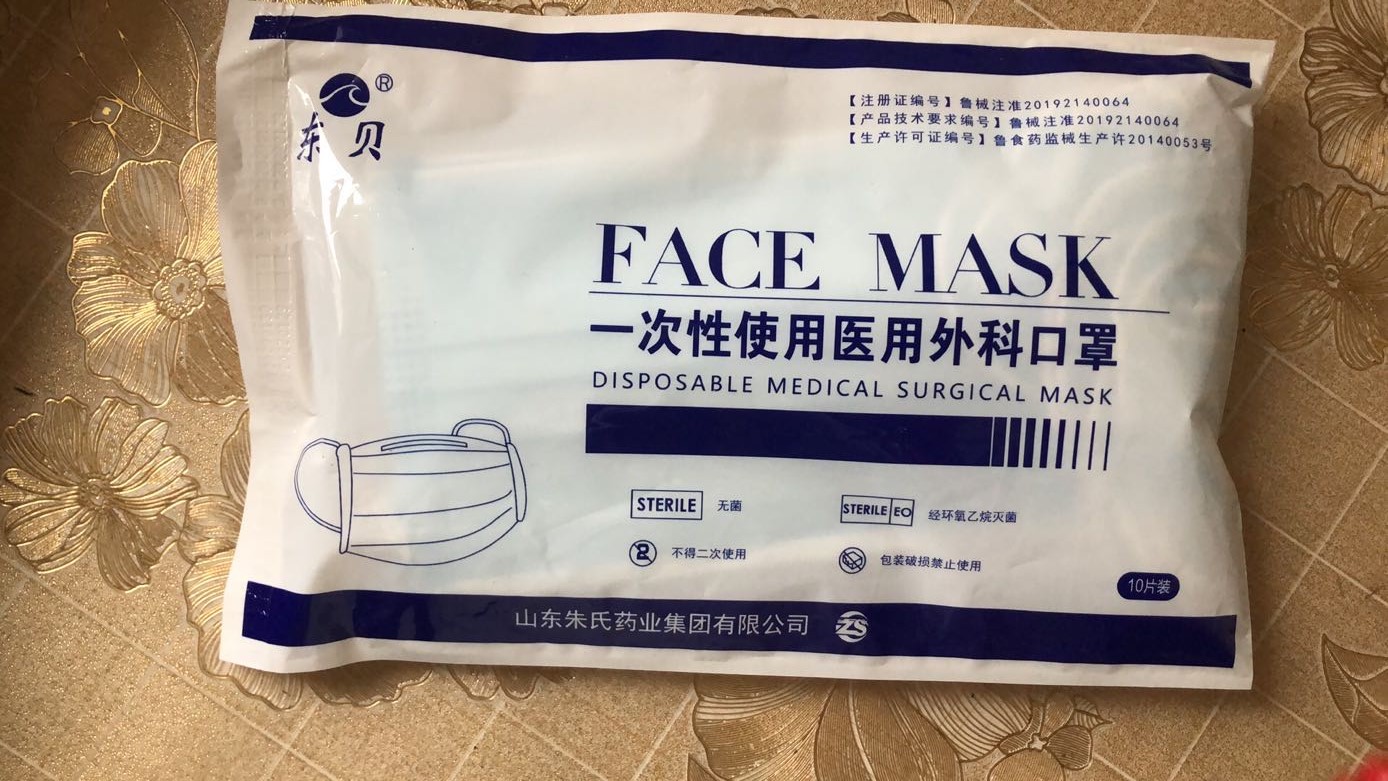 东贝®
【注册证编号】鲁械注准20192140064
【产品技术要求编号】鲁械注准20192140064
【生产许可证编号】鲁食药监械生产许20140053号
FACE MASK
一次性使用医用外科口罩
DISPOSABLE MEDICAL SURGICAL MASK
STERILE 无菌
STERILE EO 经环氧乙烷灭菌
2 不得二次使用
包装破损禁止使用
10片装
山东朱氏药业集团有限公司 ZS